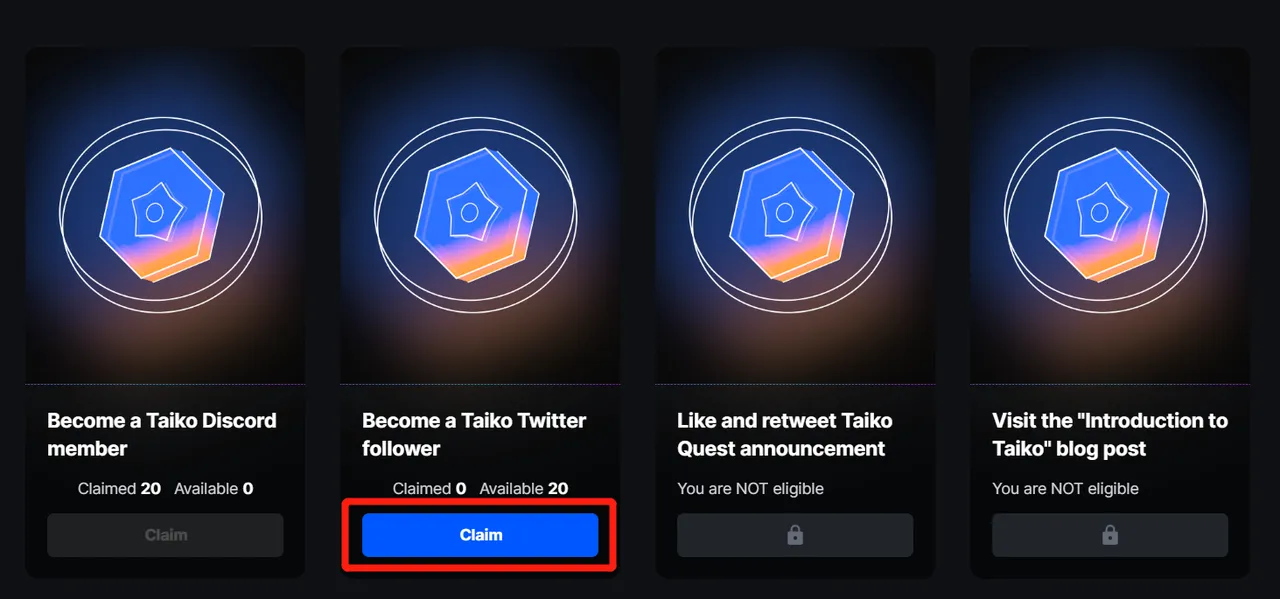 Become a Taiko Discord
member
Claimed 20 Available 0
Claim
Become a Taiko Twitter
follower
Claimed 0 Available 20
Claim
Like and retweet Taiko
Quest announcement
You are NOT eligible
Visit the "Introduction to
Taiko" blog post
You are NOT eligible